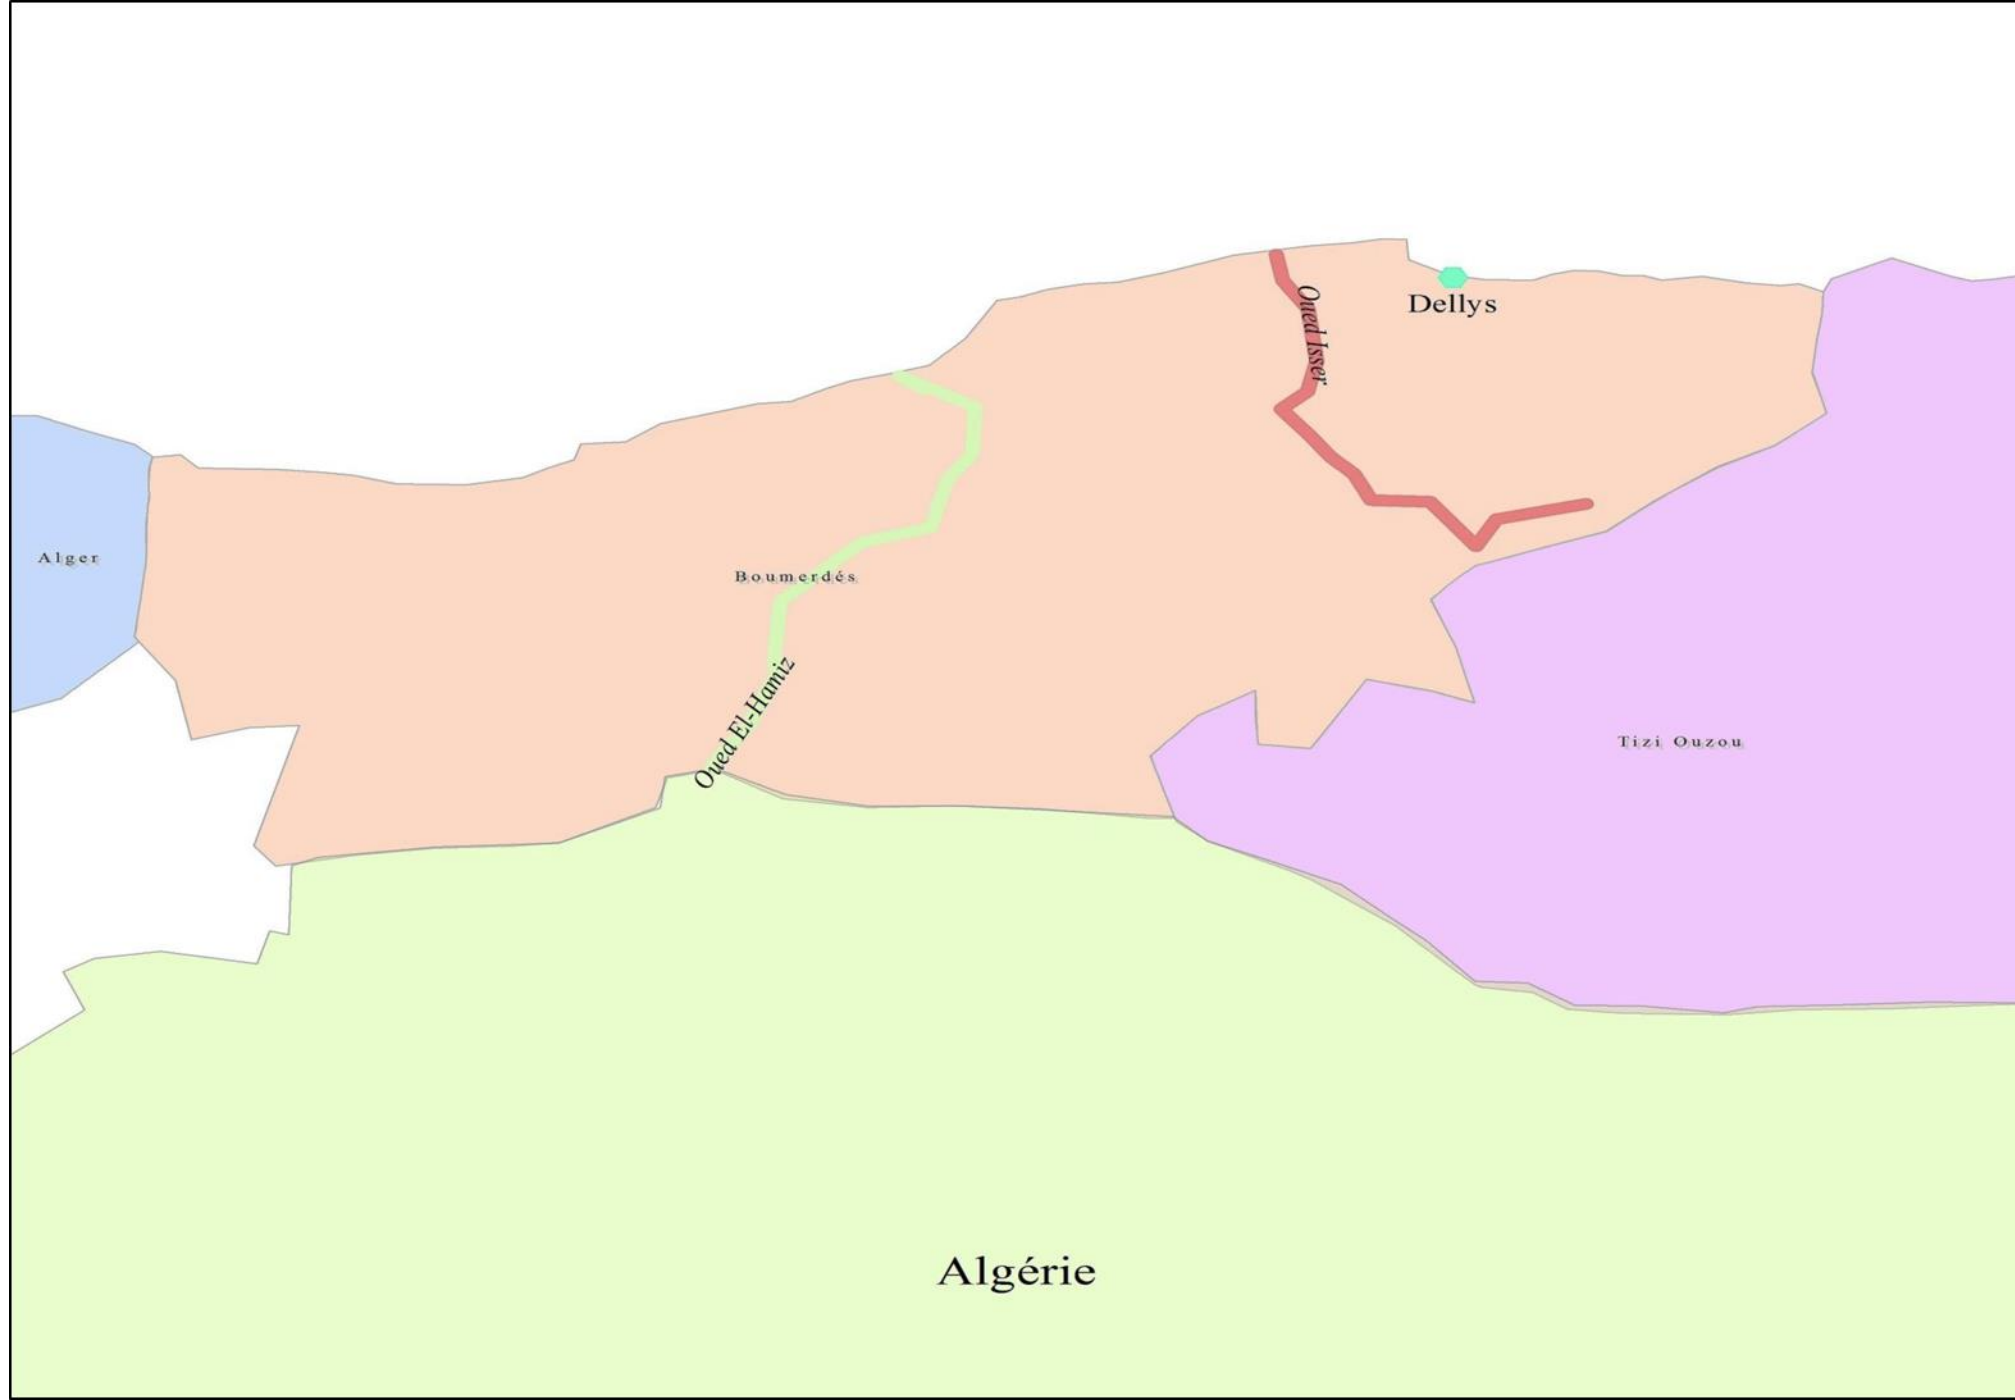 Oued Isser
Dellys
Alger
Boumerdés
Oued El-Hamiz
Tizi Ouzou
Algérie